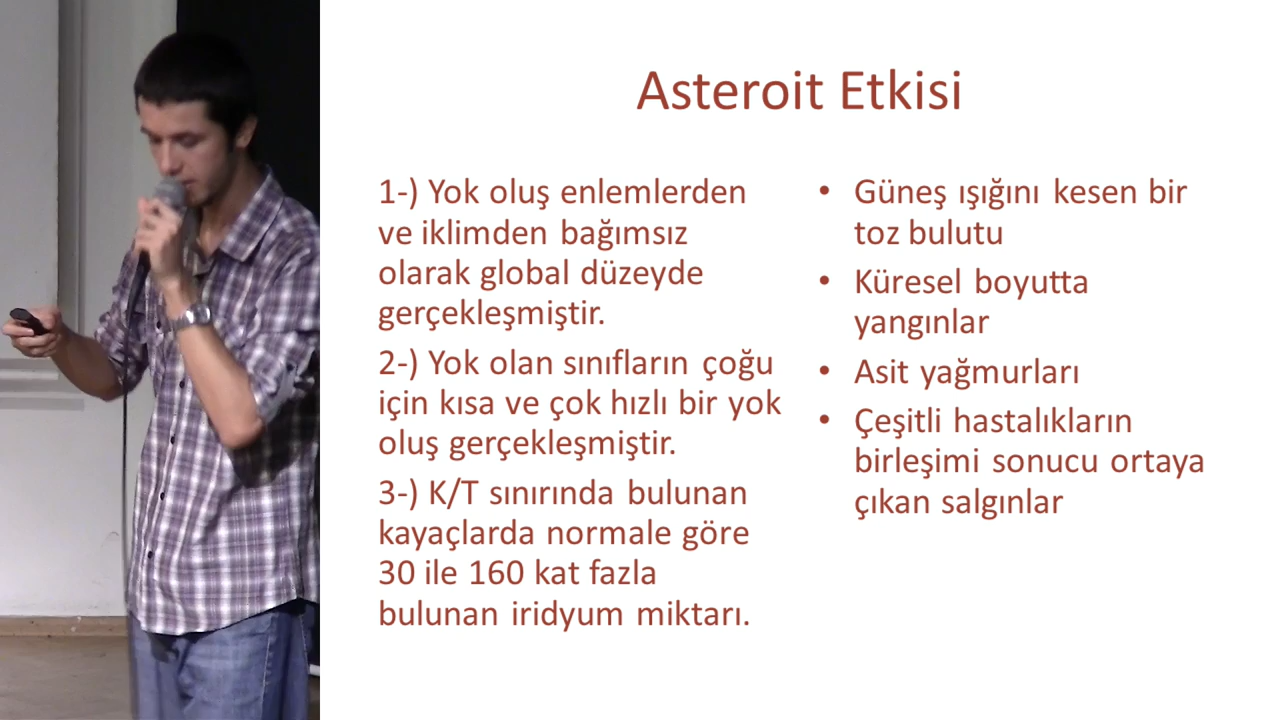 Asteroit Etkisi
1-) Yok oluş enlemlerden
ve iklimden bağımsız
olarak global düzeyde
gerçekleşmiştir.
2-) Yok olan sınıfların çoğu
için kısa ve çok hızlı bir yok
oluş gerçekleşmiştir.
3-) K/T sınırında bulunan
kayaçlarda normale göre
30 ile 160 kat fazla
bulunan iridyum miktarı.
• Güneş ışığını kesen bir
toz bulutu
• Küresel boyutta
yangınlar
• Asit yağmurları
• Çeşitli hastalıkların
birleşimi sonucu ortaya
çıkan salgınlar